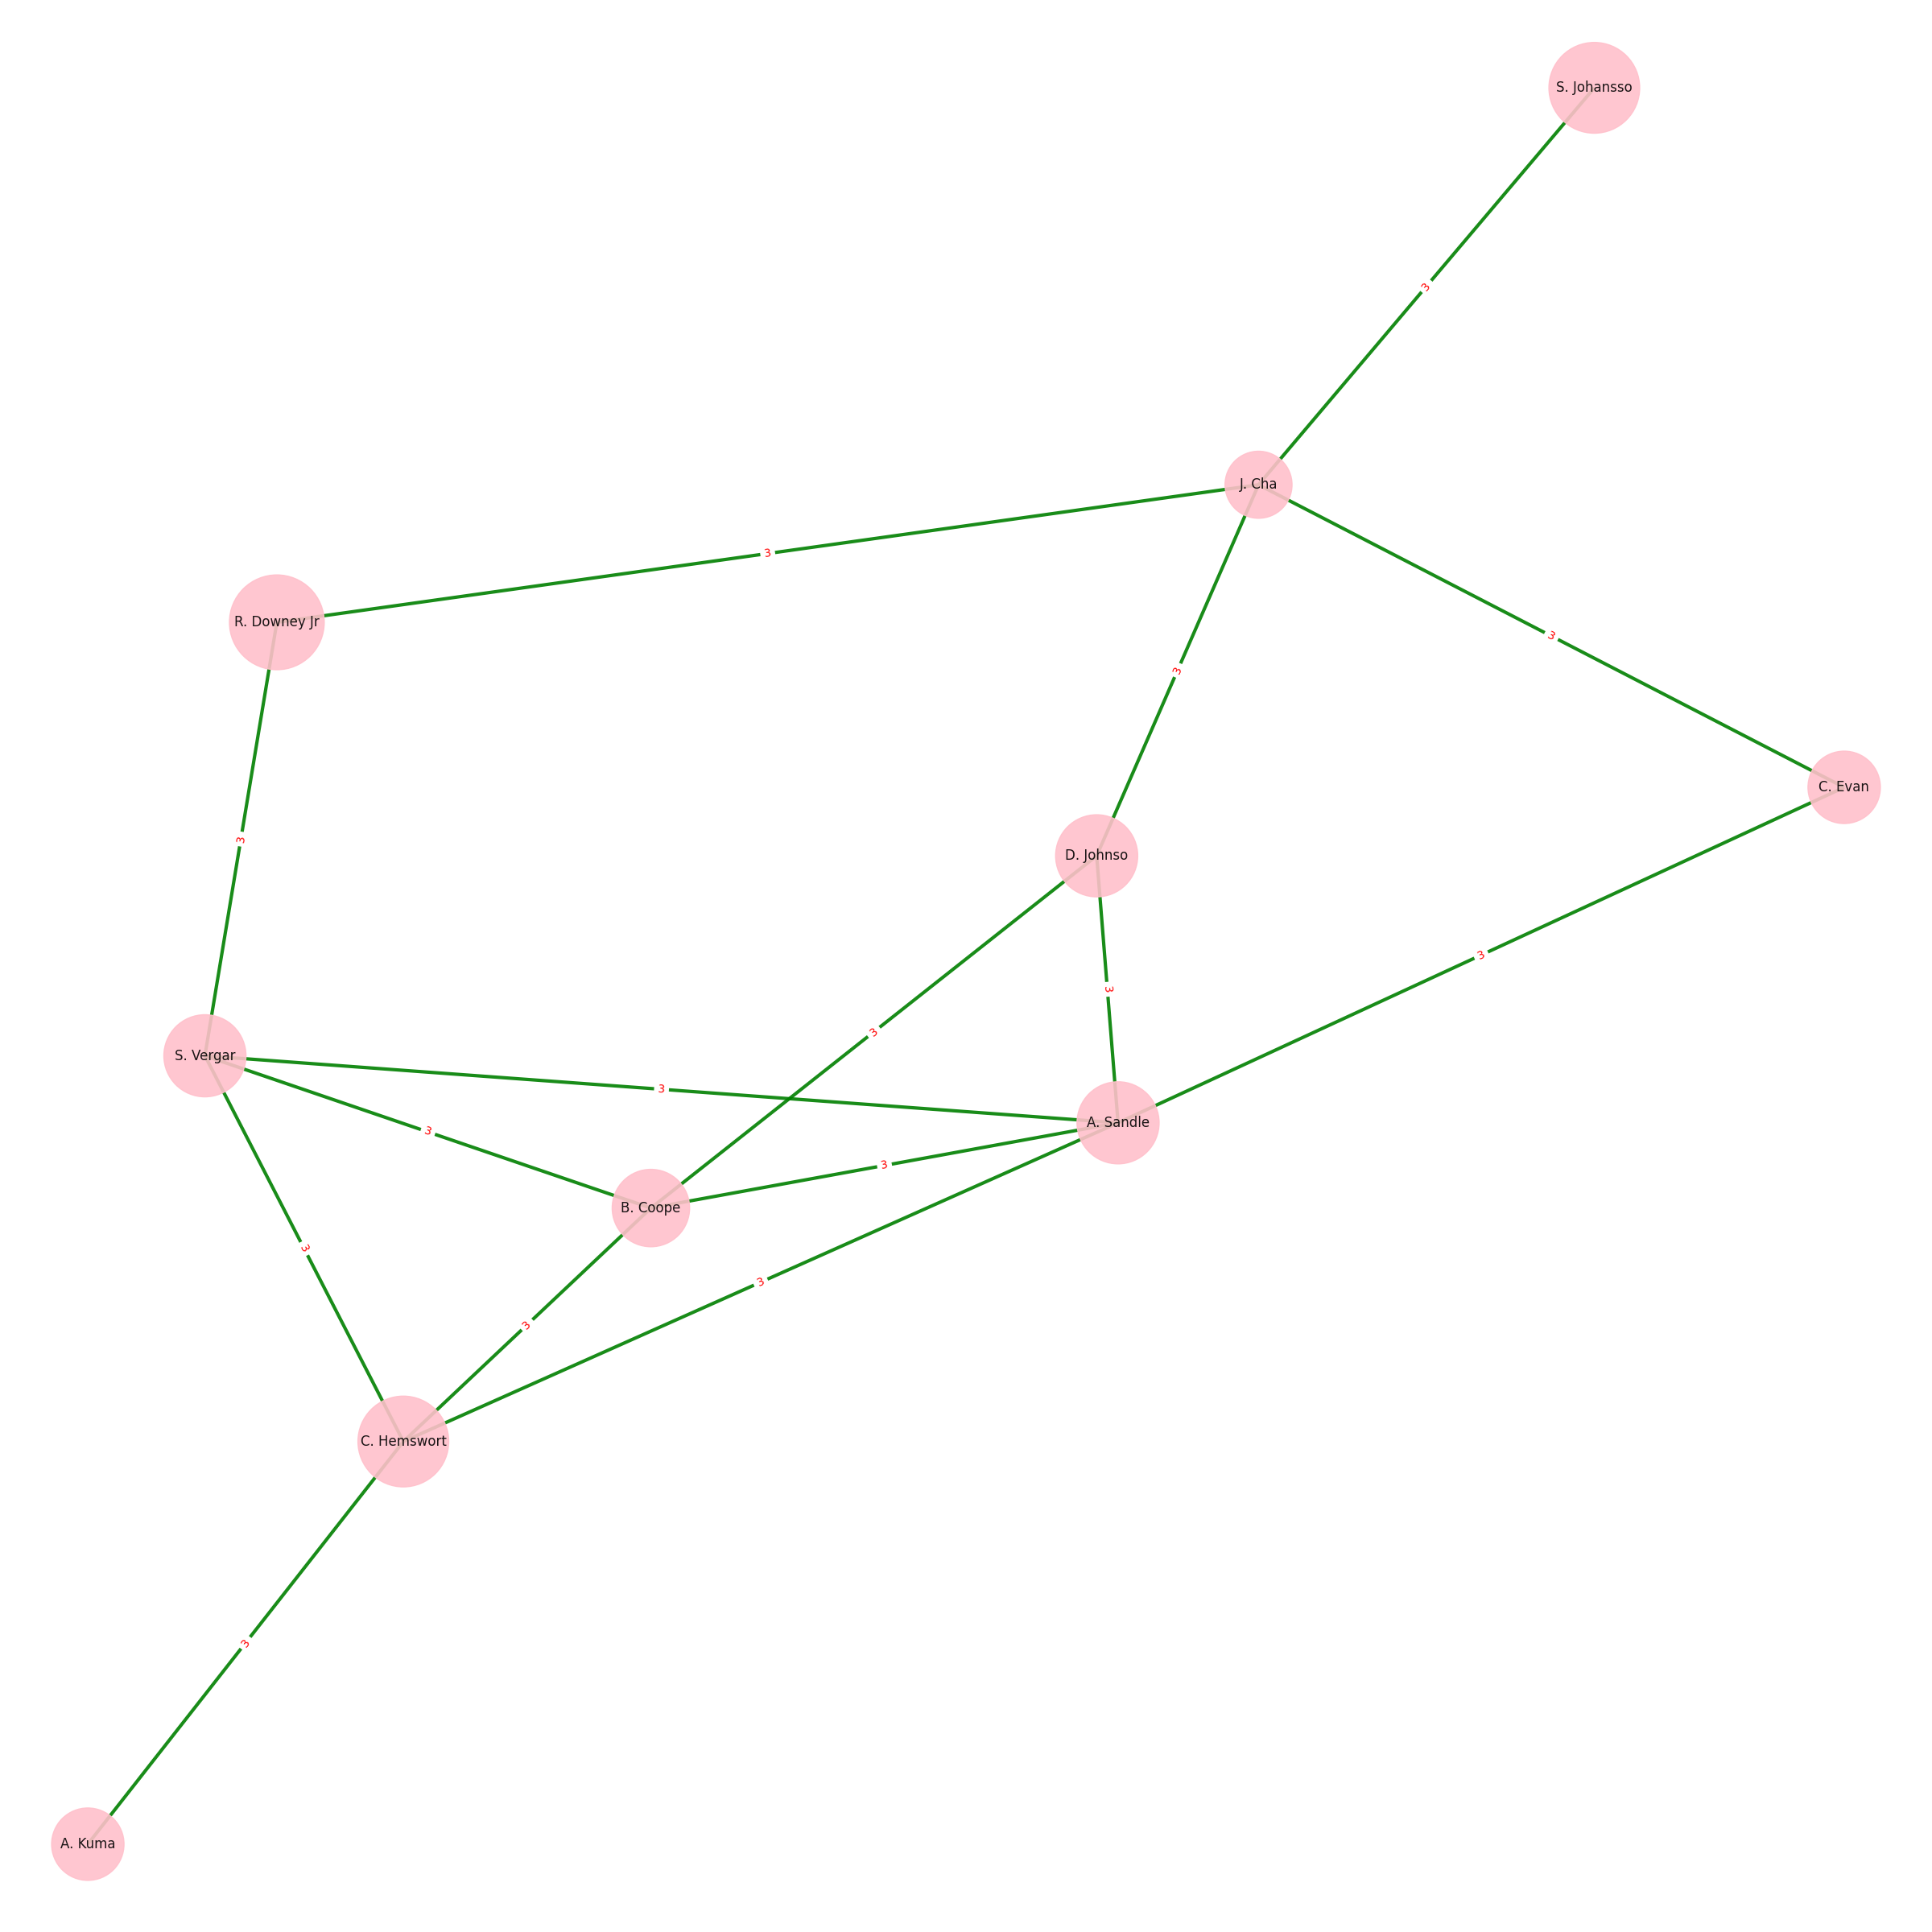 S. Johansso
3
J. Cha
3
R. Downey Jr
3
3
C. Evan
3
D. Johnso
3
3
3
S. Vergar
3
A. Sandle
3
3
B. Coope
3
3
3
C. Hemswort
3
A. Kuma